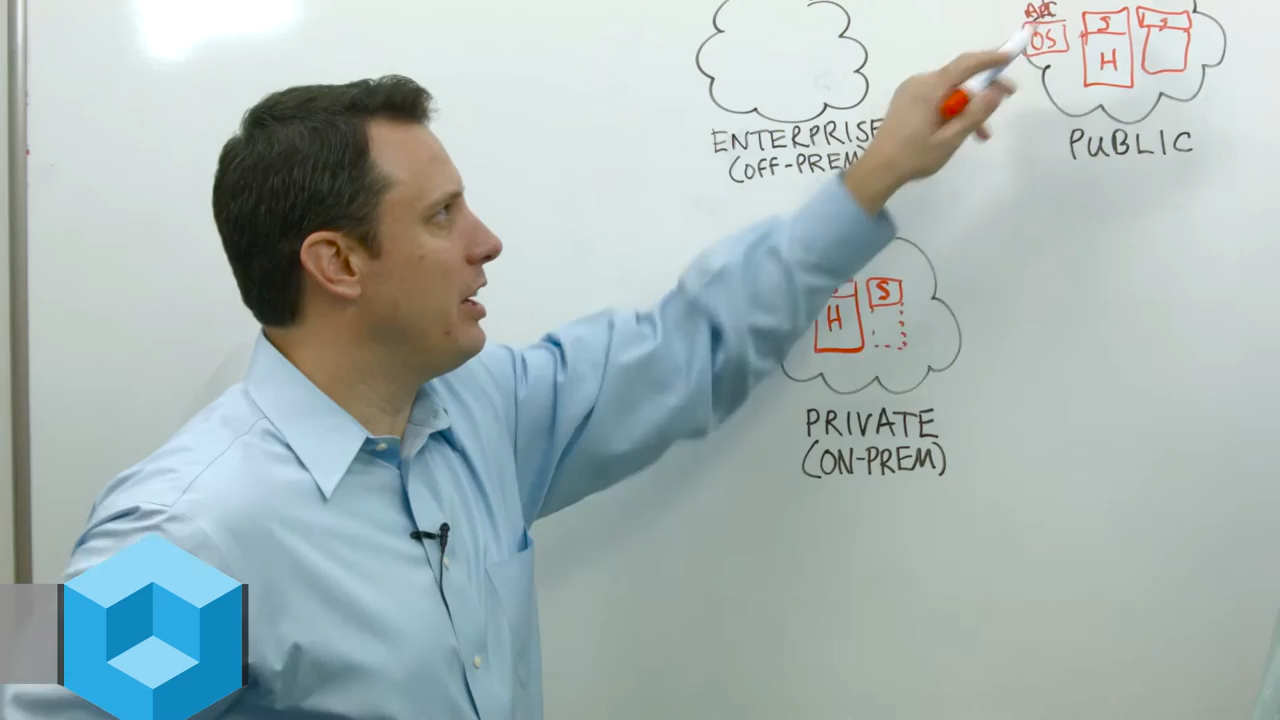 OS
S
H
S
ENTERPRISE
(OFF-PREM)
PUBLIC
H
S
PRIVATE
(ON-PREM)